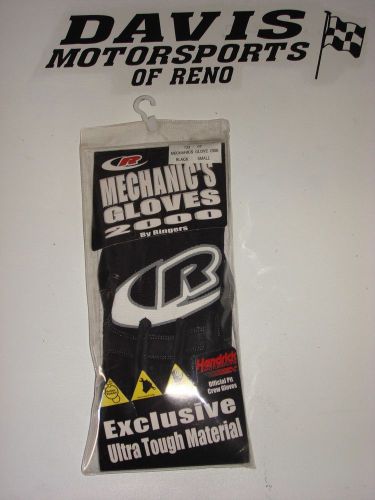 DAVIS
MOTORSPORTS
OF RENO
R
MECHANICS GLOVE 2000
BLACK SMALL
MECHANIC'S
GLOVES
2000
By Ringers
R
Hendrick
Official Pit
Crew Gloves
Exclusive
Ultra Tough Material